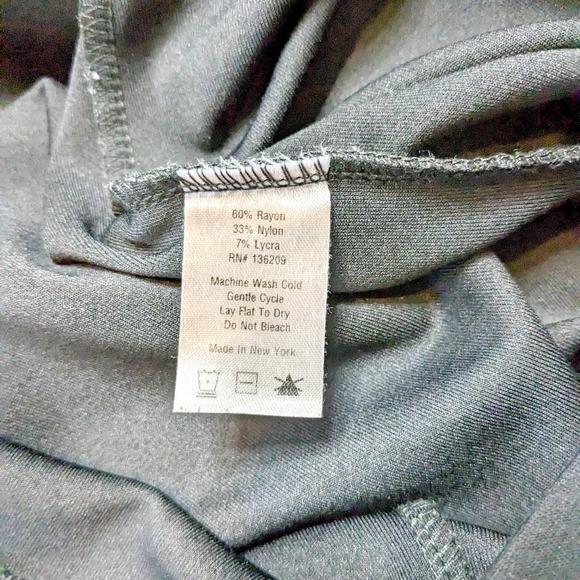 60% Rayon
33% Nylon
7% Lycra
RN# 136209
Machine Wash Cold
Gentle Cycle
Lay Flat To Dry
Do Not Bleach
Made In New York